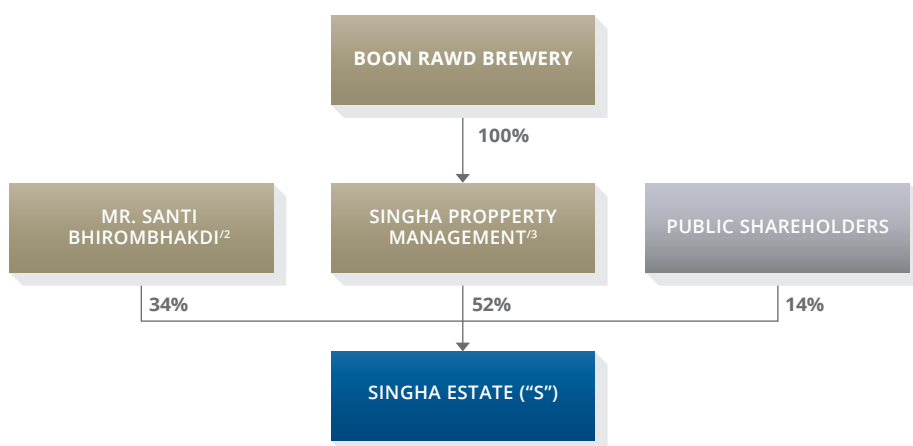 BOON RAWD BREWERY
100%
MR. SANTI
BHIROMBHAKDI/2
SINGHA PROPPERTY
MANAGEMENT/3
PUBLIC SHAREHOLDERS
34%
52%
14%
SINGHA ESTATE (“S”)